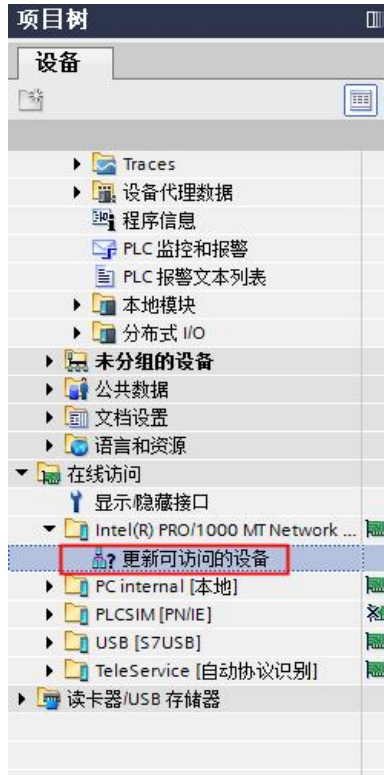 项目树
设备
Traces
设备代理数据
程序信息
PLC 监控和报警
PLC 报警文本列表
本地模块
分布式 I/O
未分组的设备
公共数据
文档设置
语言和资源
在线访问
显示/隐藏接口
Intel(R) PRO/1000 MT Network ...
更新可访问的设备
PC internal [本地]
PLCSIM [PN/IE]
USB [S7USB]
TeleService [自动协议识别]
读卡器/USB 存储器